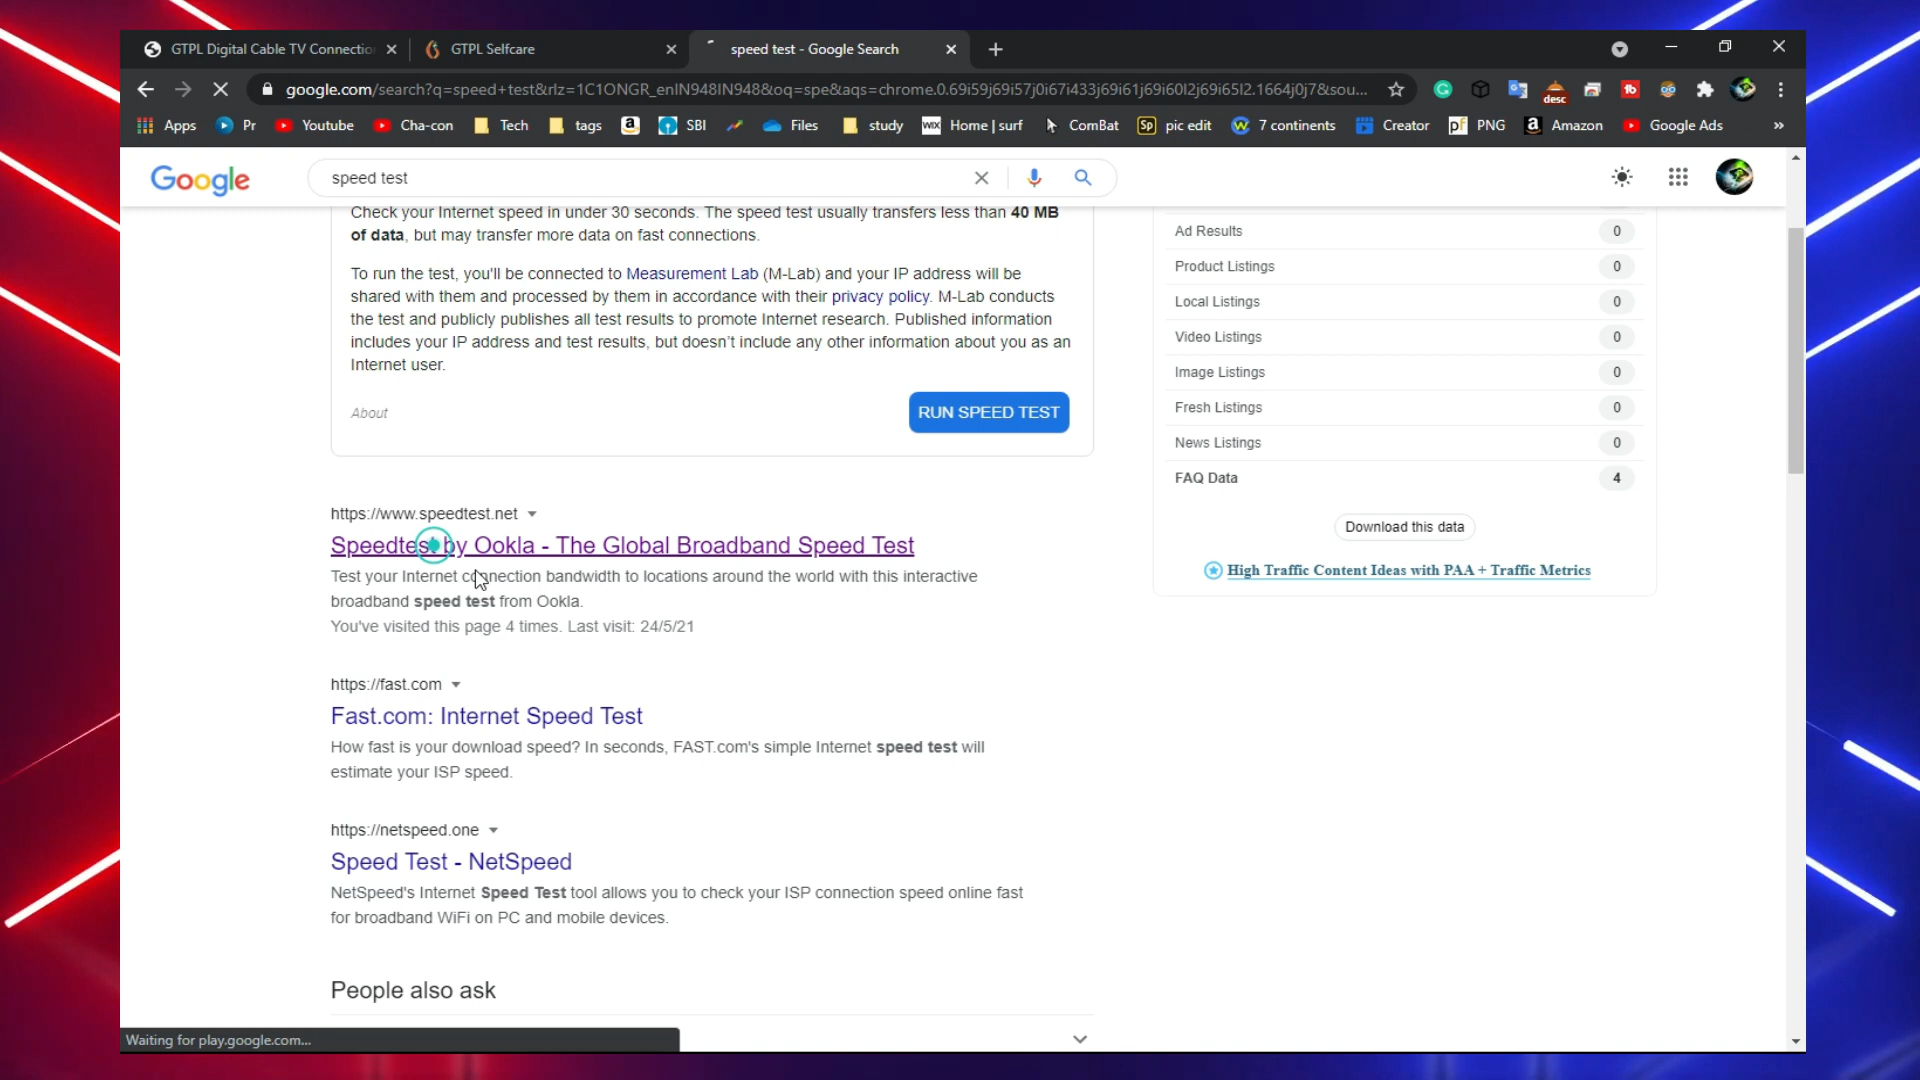 GTPL Digital Cable TV Connectio
GTPL Selfcare
speed test - Google Search
google.com/search?q=speed+test&rlz=1C1ONGR_enIN948IN948&oq=spe&aqs=chrome.0.69i59j69i57j0i67i433j69i61j69i60l2j69i65l2.1664j0j7&sou...
desc
Apps
Pr
Youtube
Cha-con
Tech
tags
SBI
Files
study
WIX Home | surf
ComBat
Sp pic edit
7 continents
Creator
pf PNG
Amazon
Google Ads
»
Google
speed test
Check your Internet speed in under 30 seconds. The speed test usually transfers less than 40 MB
of data, but may transfer more data on fast connections.
To run the test, you'll be connected to Measurement Lab (M-Lab) and your IP address will be
shared with them and processed by them in accordance with their privacy policy. M-Lab conducts
the test and publicly publishes all test results to promote Internet research. Published information
includes your IP address and test results, but doesn't include any other information about you as an
Internet user.
About
RUN SPEED TEST
https://www.speedtest.net
Speedtest by Ookla - The Global Broadband Speed Test
Test your Internet connection bandwidth to locations around the world with this interactive
broadband speed test from Ookla.
You've visited this page 4 times. Last visit: 24/5/21
https://fast.com
Fast.com: Internet Speed Test
How fast is your download speed? In seconds, FAST.com's simple Internet speed test will
estimate your ISP speed.
https://netspeed.one
Speed Test - NetSpeed
NetSpeed's Internet Speed Test tool allows you to check your ISP connection speed online fast
for broadband WiFi on PC and mobile devices.
People also ask
Ad Results 0
Product Listings 0
Local Listings 0
Video Listings 0
Image Listings 0
Fresh Listings 0
News Listings 0
FAQ Data 4
Download this data
High Traffic Content Ideas with PAA + Traffic Metrics
Waiting for play.google.com...